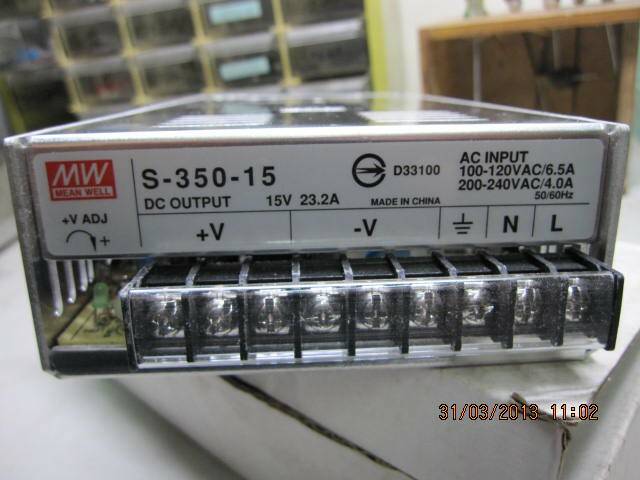 MW
MEAN WELL
S-350-15
D33100
AC INPUT
100-120VAC/6.5A
200-240VAC/4.0A
50/60Hz
DC OUTPUT 15V 23.2A
MADE IN CHINA
+V ADJ
+
+V -V N L
31/03/2013 11:02